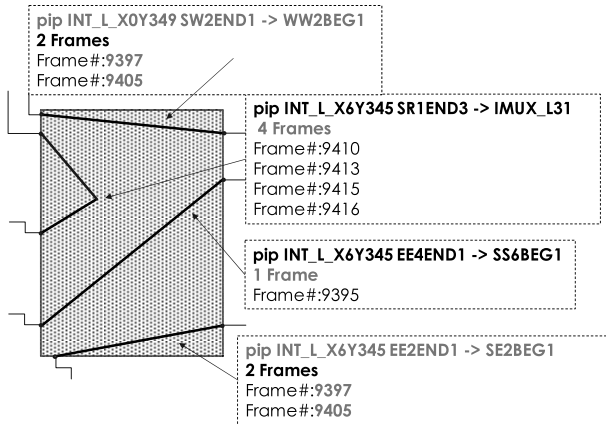 pip INT_L_X0Y349 SW2END1 -> WW2BEG1
2 Frames
Frame#:9397
Frame#:9405
pip INT_L_X6Y345 SR1END3 -> IMUX_L31
4 Frames
Frame#:9410
Frame#:9413
Frame#:9415
Frame#:9416
pip INT_L_X6Y345 EE4END1 -> SS6BEG1
1 Frame
Frame#:9395
pip INT_L_X6Y345 EE2END1 -> SE2BEG1
2 Frames
Frame#:9397
Frame#:9405